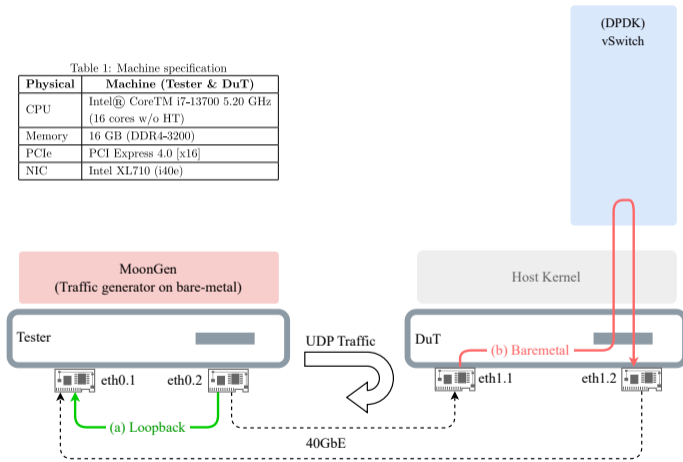 (DPDK)
vSwitch
Table 1: Machine specification
Physical Machine (Tester & DuT)
CPU Intel® CoreTM i7-13700 5.20 GHz
(16 cores w/o HT)
Memory 16 GB (DDR4-3200)
PCIe PCI Express 4.0 [x16]
NIC Intel XL710 (i40e)
MoonGen
(Traffic generator on bare-metal)
Host Kernel
Tester
UDP Traffic
DuT
(b) Baremetal
eth0.1
eth0.2
eth1.1
eth1.2
(a) Loopback
40GbE